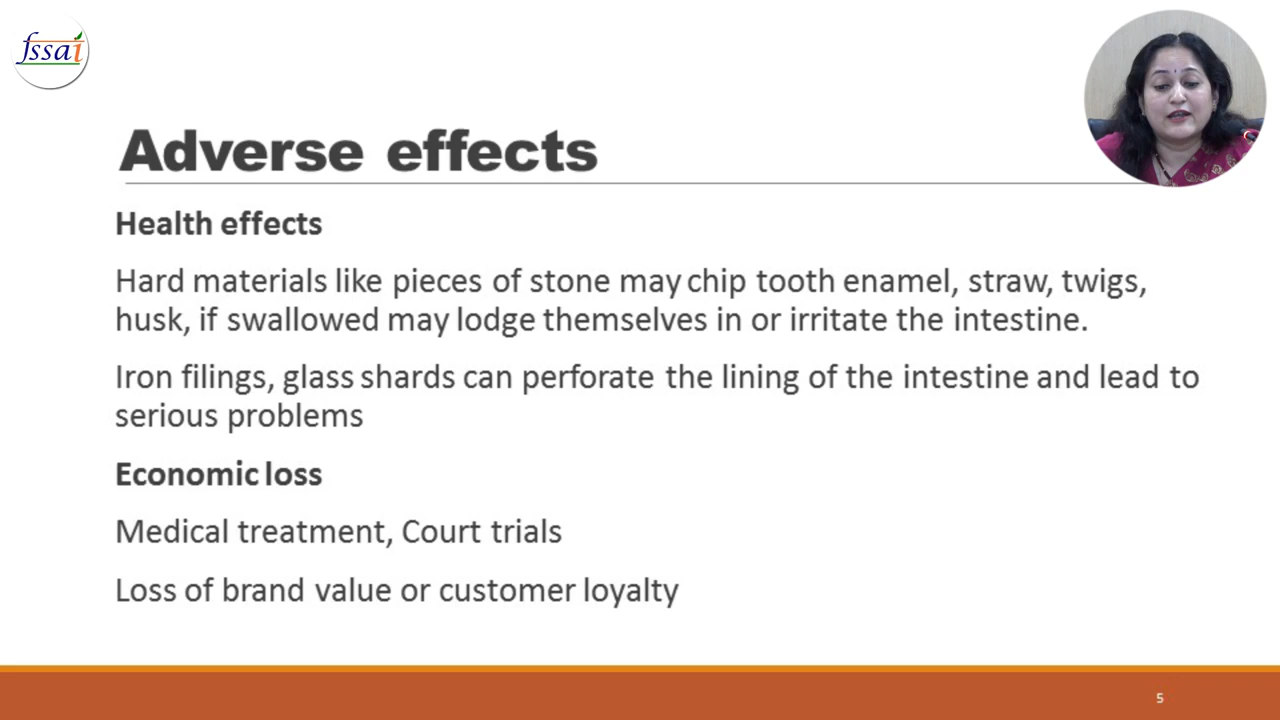 fssai
Adverse effects
Health effects
Hard materials like pieces of stone may chip tooth enamel, straw, twigs,
husk, if swallowed may lodge themselves in or irritate the intestine.
Iron filings, glass shards can perforate the lining of the intestine and lead to
serious problems
Economic loss
Medical treatment, Court trials
Loss of brand value or customer loyalty
5